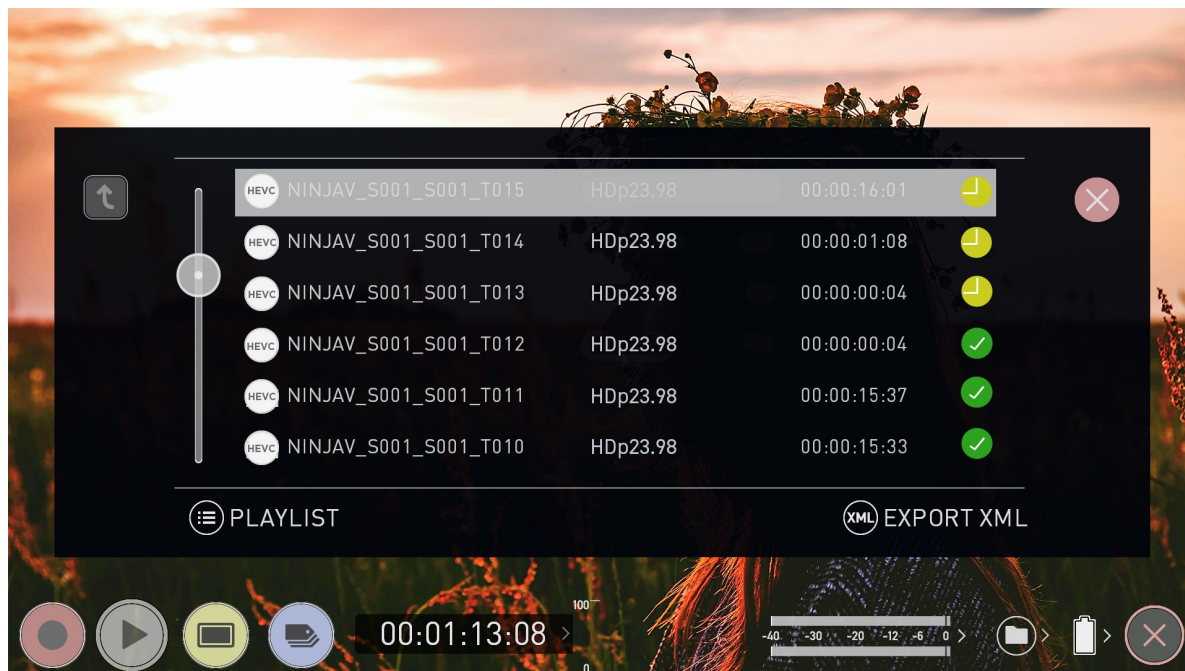 HEVC NINJAV_S001_S001_T015 HDp23.98 00:00:16:01
HEVC NINJAV_S001_S001_T014 HDp23.98 00:00:01:08
HEVC NINJAV_S001_S001_T013 HDp23.98 00:00:00:04
HEVC NINJAV_S001_S001_T012 HDp23.98 00:00:00:04
HEVC NINJAV_S001_S001_T011 HDp23.98 00:00:15:37
HEVC NINJAV_S001_S001_T010 HDp23.98 00:00:15:33
PLAYLIST XML EXPORT XML
100
00:01:13:08
-40 -30 -20 -12 -6 0
0